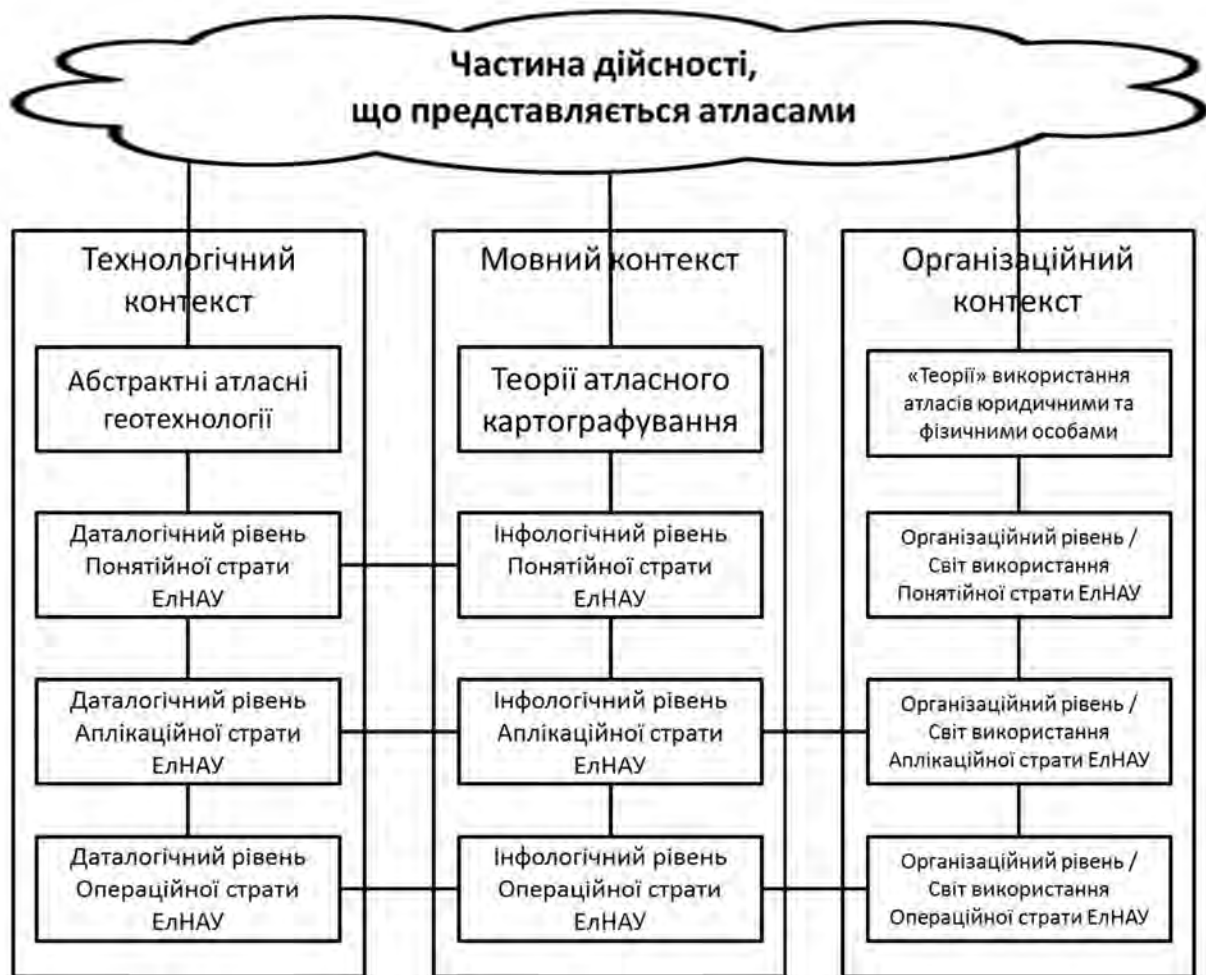 Частина дійсності,
що представляється атласами
Технологічний
контекст
Абстрактні атласні
геотехнології
Даталогічний рівень
Понятійної страти
ЕлНАУ
Даталогічний рівень
Аплікаційної страти
ЕлНАУ
Даталогічний рівень
Операційної страти
ЕлНАУ
Мовний контекст
Теорії атласного
картографування
Інфологічний рівень
Понятійної страти
ЕлНАУ
Інфологічний рівень
Аплікаційної страти
ЕлНАУ
Інфологічний рівень
Операційної страти
ЕлНАУ
Організаційний
контекст
«Теорії» використання
атласів юридичними та
фізичними особами
Організаційний рівень /
Світ використання
Понятійної страти ЕлНАУ
Організаційний рівень /
Світ використання
Аплікаційної страти ЕлНАУ
Організаційний рівень /
Світ використання
Операційної страти ЕлНАУ